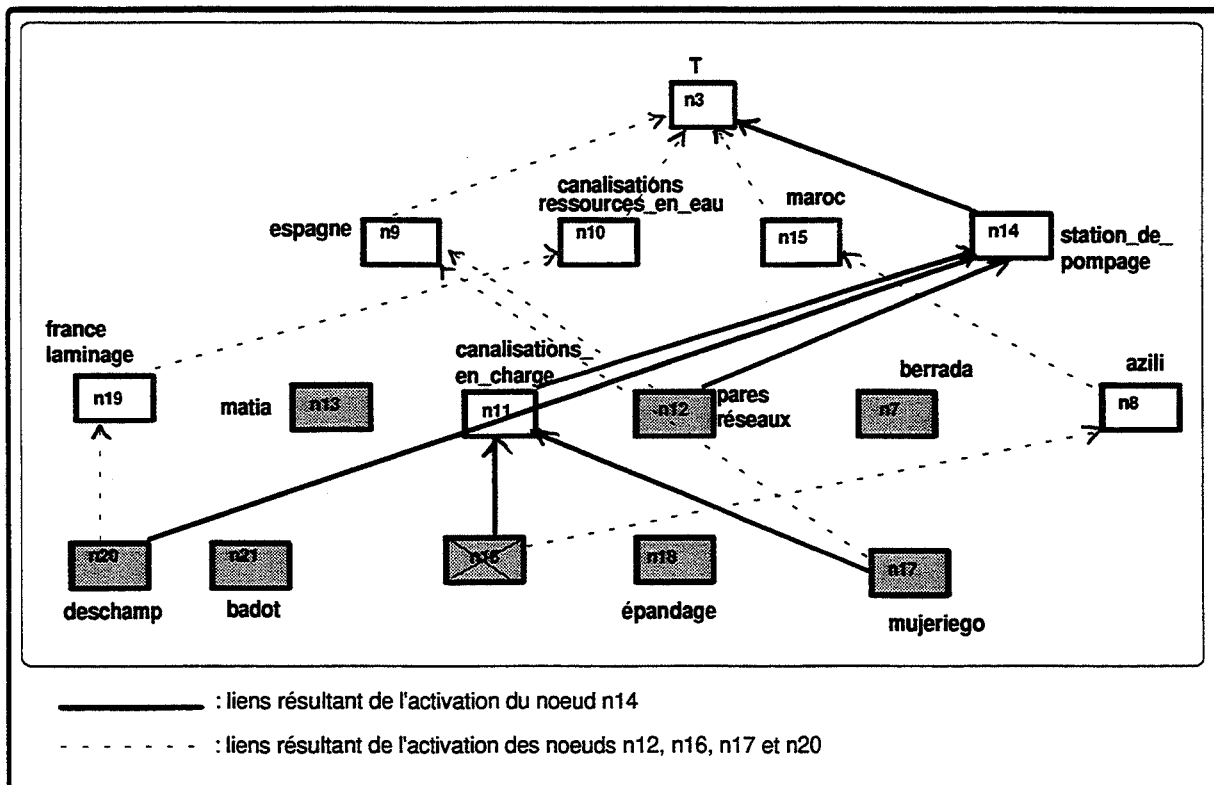 T
n3
canalisations
ressources_en_eau
maroc
espagne
n9
n10
n15
n14
station_de_
pompage
france
laminage
canalisations_
en_charge
berrada
azili
n19
matia
n13
n11
n12
pares
réseaux
n7
n8
n20
n21
n16
n18
n17
deschamp
badot
épandage
mujeriego
: liens résultant de l'activation du noeud n14
: liens résultant de l'activation des noeuds n12, n16, n17 et n20